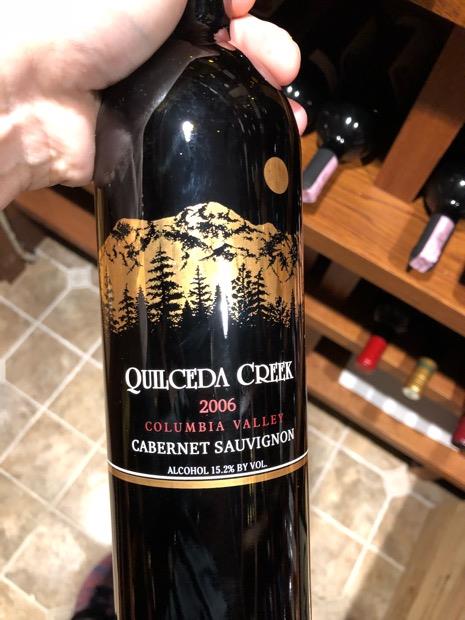 QUILCEDA CREEK
2006
COLUMBIA VALLEY
CABERNET SAUVIGNON
ALCOHOL 15.2% BY VOL.